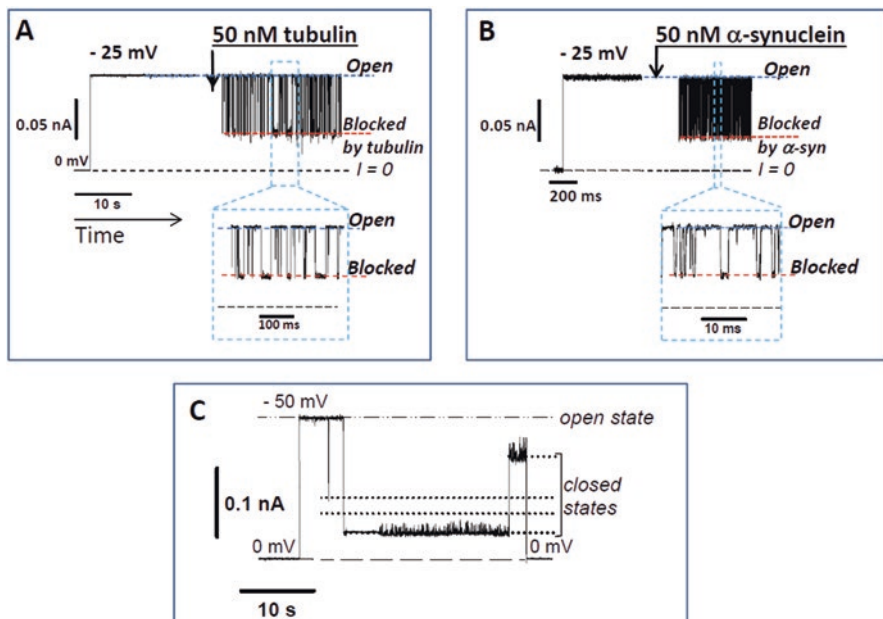 A
50 nM tubulin
- 25 mV
Open
0.05 nA
Blocked
by tubulin
0 mV
I = 0
10 s
Time
Open
Blocked
100 ms
B
50 nM α-synuclein
- 25 mV
Open
0.05 nA
Blocked
by α-syn
I = 0
200 ms
Open
Blocked
10 ms
C
- 50 mV
open state
0.1 nA
closed
states
0 mV
0 mV
10 s